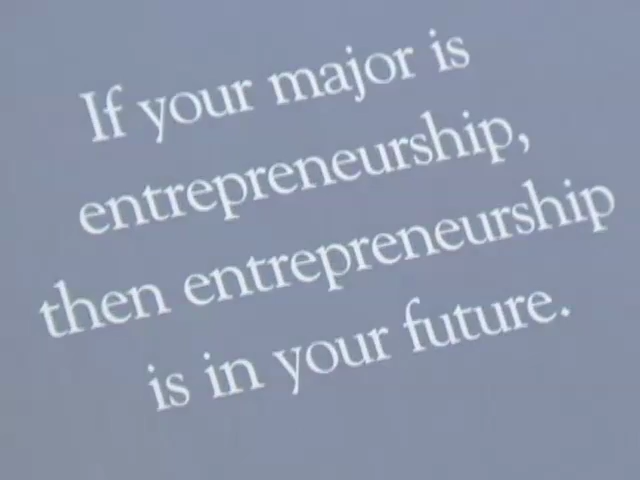 If your major is
entrepreneurship,
then entrepreneurship
is in your future.